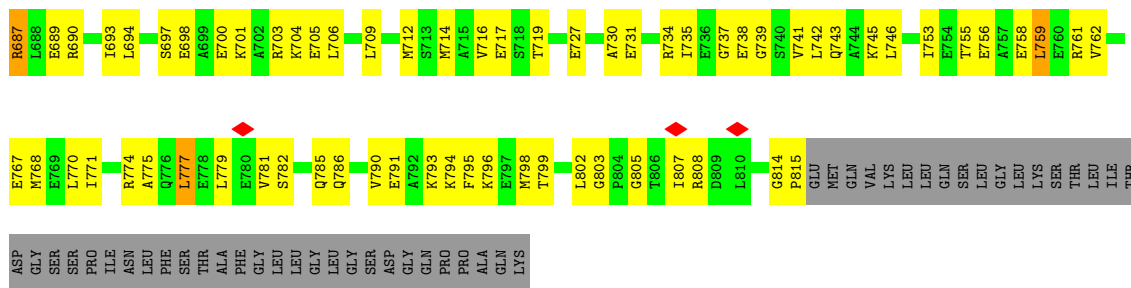 R687 L688 E689 R690 I693 L694 S697 E698 A699 E700 K701 A702 R703 K704 E705 L706 L709 M712 S713 M714 A715 V716 E717 S718 T719 E727 A730 E731 R734 I735 E736 G737 E738 G739 S740 V741 L742 Q743 A744 K745 L746 I753 E754 T755 E756 A757 E758 L759 E760 R761 V762
E767 M768 E769 L770 I771 R774 A775 Q776 L777 E778 L779 E780 V781 S782 Q785 Q786 V790 E791 A792 K793 K794 F795 K796 E797 M798 T799 L802 G803 P804 G805 T806 I807 R808 D809 L810 G814 P815 GLU MET GLN VAL LYS LEU LEU GLN SER LEU GLY LEU LYS SER THR LEU ILE THR
ASP GLY SER SER PRO ILE ASN LEU PHE SER THR ALA PHE GLY LEU LEU GLY LEU GLY SER ASP GLY GLN PRO PRO ALA GLN LYS